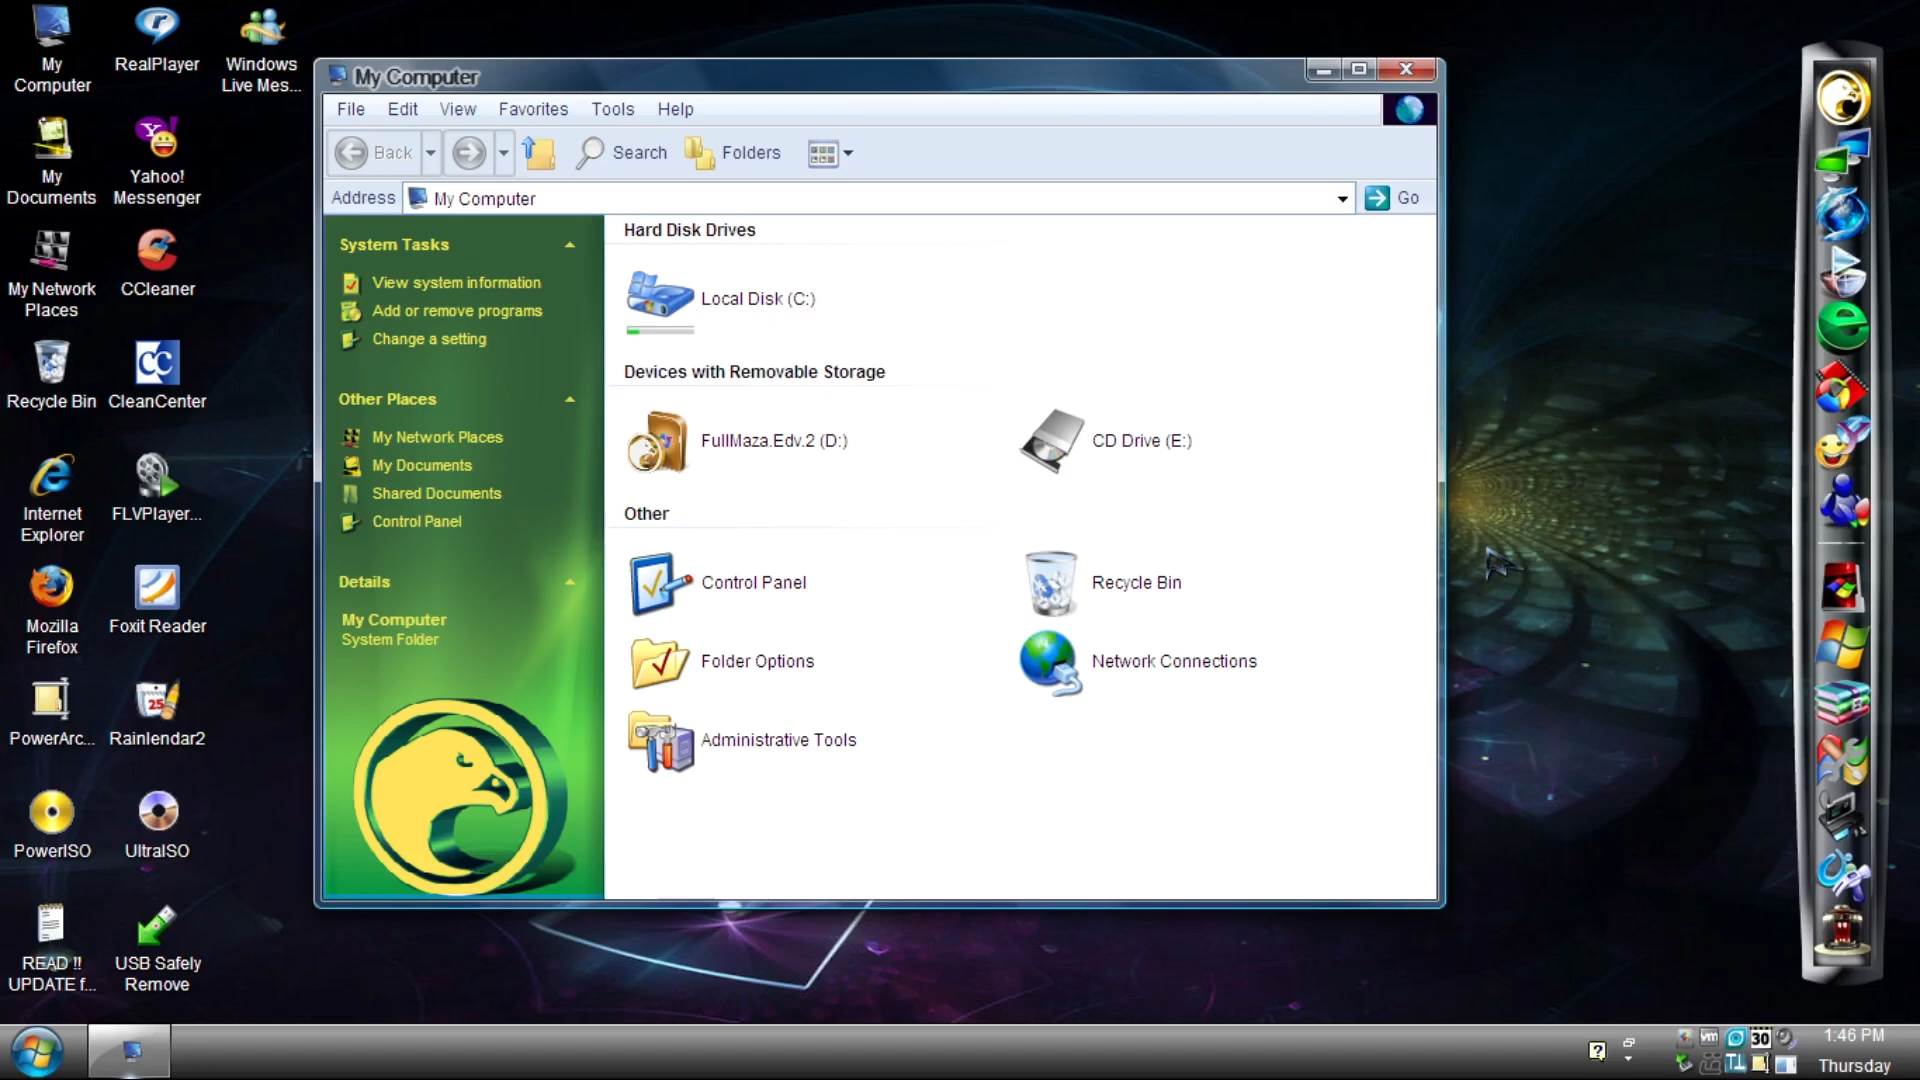 My
Computer
RealPlayer
Windows
Live Mes...
My
Documents
Yahoo!
Messenger
My Network
Places
CCleaner
Recycle Bin
CleanCenter
Internet
Explorer
FLVPlayer...
Mozilla
Firefox
Foxit Reader
PowerArc...
Rainlendar2
PowerISO
UltraISO
READ !!
UPDATE f...
USB Safely
Remove
My Computer
File Edit View Favorites Tools Help
Back Search Folders
Address My Computer Go
System Tasks
View system information
Add or remove programs
Change a setting
Other Places
My Network Places
My Documents
Shared Documents
Control Panel
Details
My Computer
System Folder
Hard Disk Drives
Local Disk (C:)
Devices with Removable Storage
FullMaza.Edv.2 (D:)
CD Drive (E:)
Other
Control Panel
Recycle Bin
Folder Options
Network Connections
Administrative Tools
30
1:46 PM
Thursday